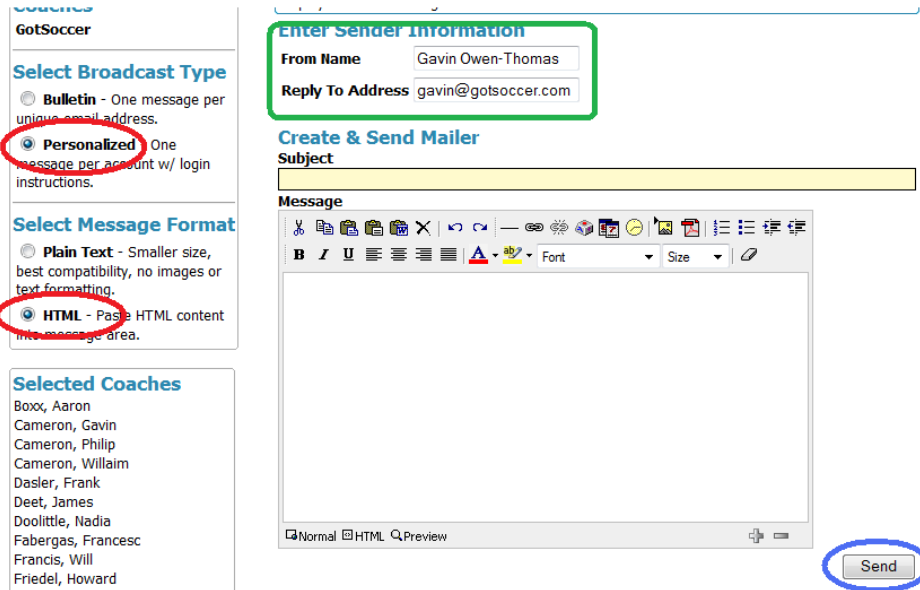 Coaches
GotSoccer
Select Broadcast Type
Bulletin - One message per
unique email address.
Personalized - One
message per account w/ login
instructions.
Select Message Format
Plain Text - Smaller size,
best compatibility, no images or
text formatting.
HTML - Paste HTML content
into message area.
Selected Coaches
Boxx, Aaron
Cameron, Gavin
Cameron, Philip
Cameron, Willaim
Dasler, Frank
Deet, James
Doolittle, Nadia
Fabergas, Francesc
Francis, Will
Friedel, Howard
Enter Sender Information
From Name Gavin Owen-Thomas
Reply To Address gavin@gotsoccer.com
Create & Send Mailer
Subject
Message
B I U A ab Font Size
Normal HTML Preview
Send